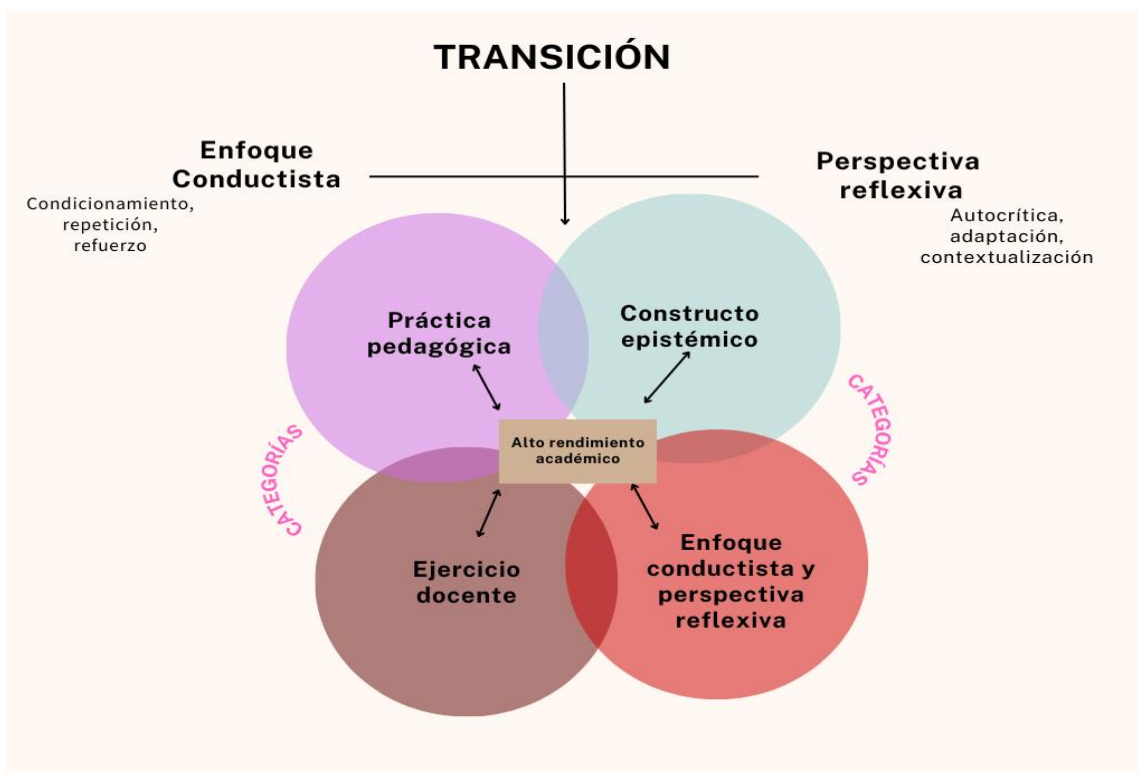 TRANSICIÓN
Enfoque
Conductista
Condicionamiento,
repetición,
refuerzo
Perspectiva
reflexiva
Autocrítica,
adaptación,
contextualización
Práctica
pedagógica
Constructo
epistémico
CATEGORÍAS
CATEGORÍAS
Alto rendimiento
académico
Ejercicio
docente
Enfoque
conductista y
perspectiva
reflexiva